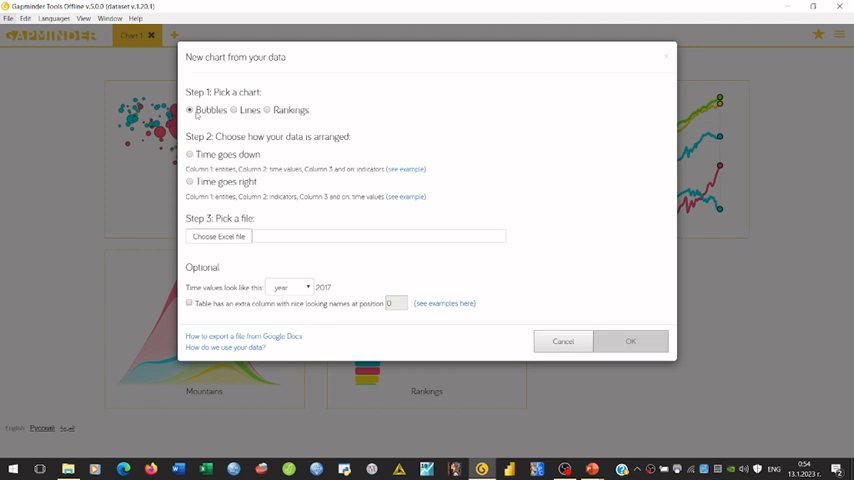 Gapminder Tools Offline v.5.0.0 (dataset v.1.20.1)
File Edit Languages View Window Help
GAPMINDER Chart 1
New chart from your data
Step 1: Pick a chart:
Bubbles Lines Rankings
Step 2: Choose how your data is arranged:
Time goes down
Column 1: entities, Column 2: time values, Column 3 and on: indicators (see example)
Time goes right
Column 1: entities, Column 2: indicators, Column 3 and on: time values (see example)
Step 3: Pick a file:
Choose Excel file
Optional
Time values look like this: year 2017
Table has an extra column with nice looking names at position 0 (see examples here)
How to export a file from Google Docs
How do we use your data?
Cancel OK
Mountains Rankings
English Русский العربية
ENG 0:54
13.1.2023 г.
2